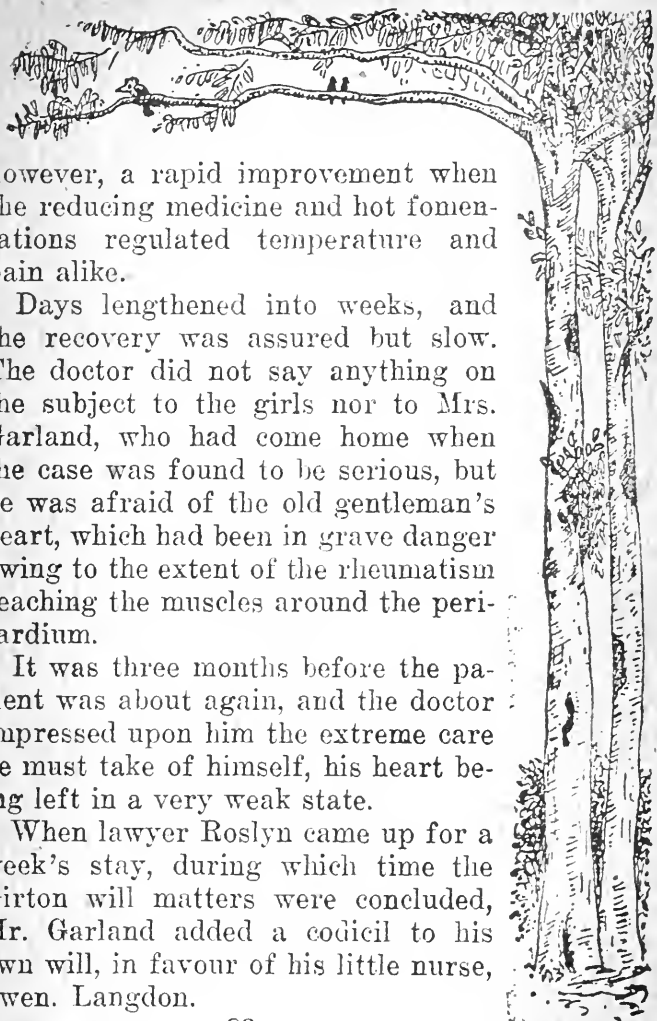 owever, a rapid improvement when
he reducing medicine and hot fomen-
ations regulated temperature and
ain alike.
Days lengthened into weeks, and
he recovery was assured but slow.
The doctor did not say anything on
he subject to the girls nor to Mrs.
arland, who had come home when
he case was found to be serious, but
e was afraid of the old gentleman's
eart, which had been in grave danger
wing to the extent of the rheumatism
eaching the muscles around the peri-
ardium.
It was three months before the pa-
ient was about again, and the doctor
mpressed upon him the extreme care
e must take of himself, his heart be-
ng left in a very weak state.
When lawyer Roslyn came up for a
eek's stay, during which time the
irton will matters were concluded,
Mr. Garland added a codicil to his
wn will, in favour of his little nurse,
wen. Langdon.